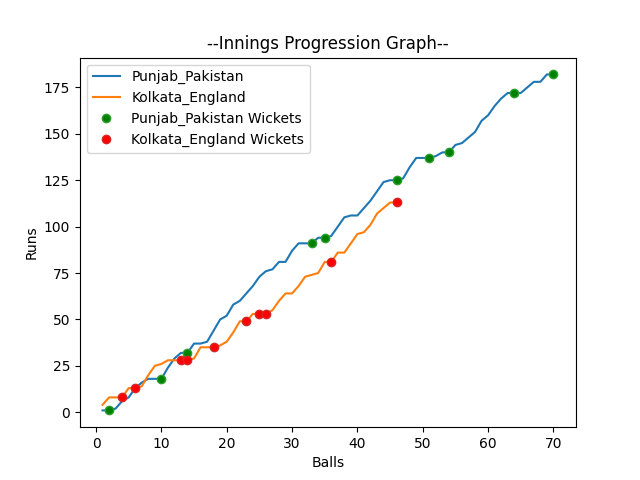 --Innings Progression Graph--
Punjab_Pakistan
Kolkata_England
Punjab_Pakistan Wickets
Kolkata_England Wickets
Runs
175
150
125
100
75
50
25
0
0 10 20 30 40 50 60 70
Balls